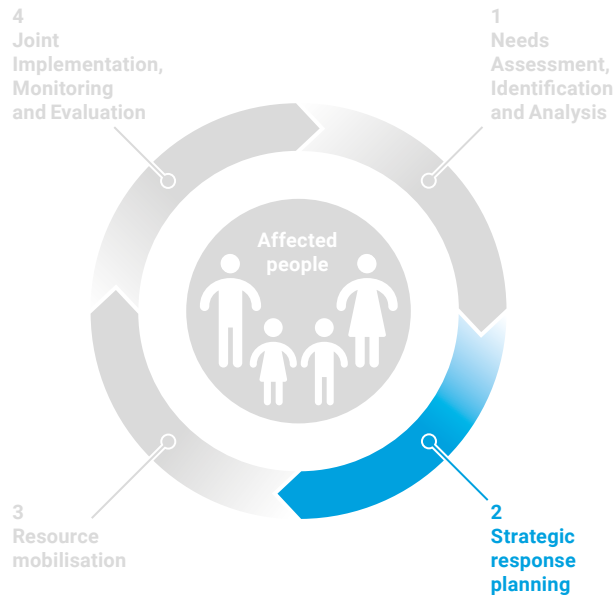 4
Joint
Implementation,
Monitoring
and Evaluation
1
Needs
Assessment,
Identification
and Analysis
Affected
people
3
Resource
mobilisation
2
Strategic
response
planning